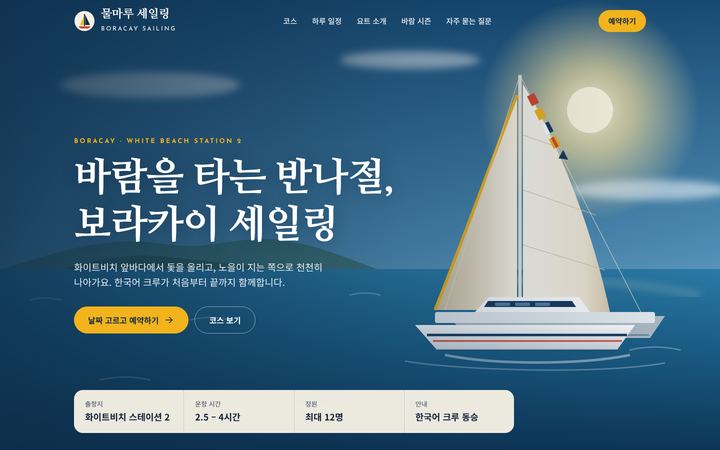 물마루 세일링
BORACAY SAILING
코스
하루 일정
요트 소개
바람 시즌
자주 묻는 질문
예약하기
BORACAY · WHITE BEACH STATION 2
바람을 타는 반나절,
보라카이 세일링
화이트비치 앞바다에서 돛을 올리고, 노을이 지는 쪽으로 천천히
나아가요. 한국어 크루가 처음부터 끝까지 함께합니다.
날짜 고르고 예약하기 →
코스 보기
출항지
화이트비치 스테이션 2
운항 시간
2.5 – 4시간
정원
최대 12명
안내
한국어 크루 동승